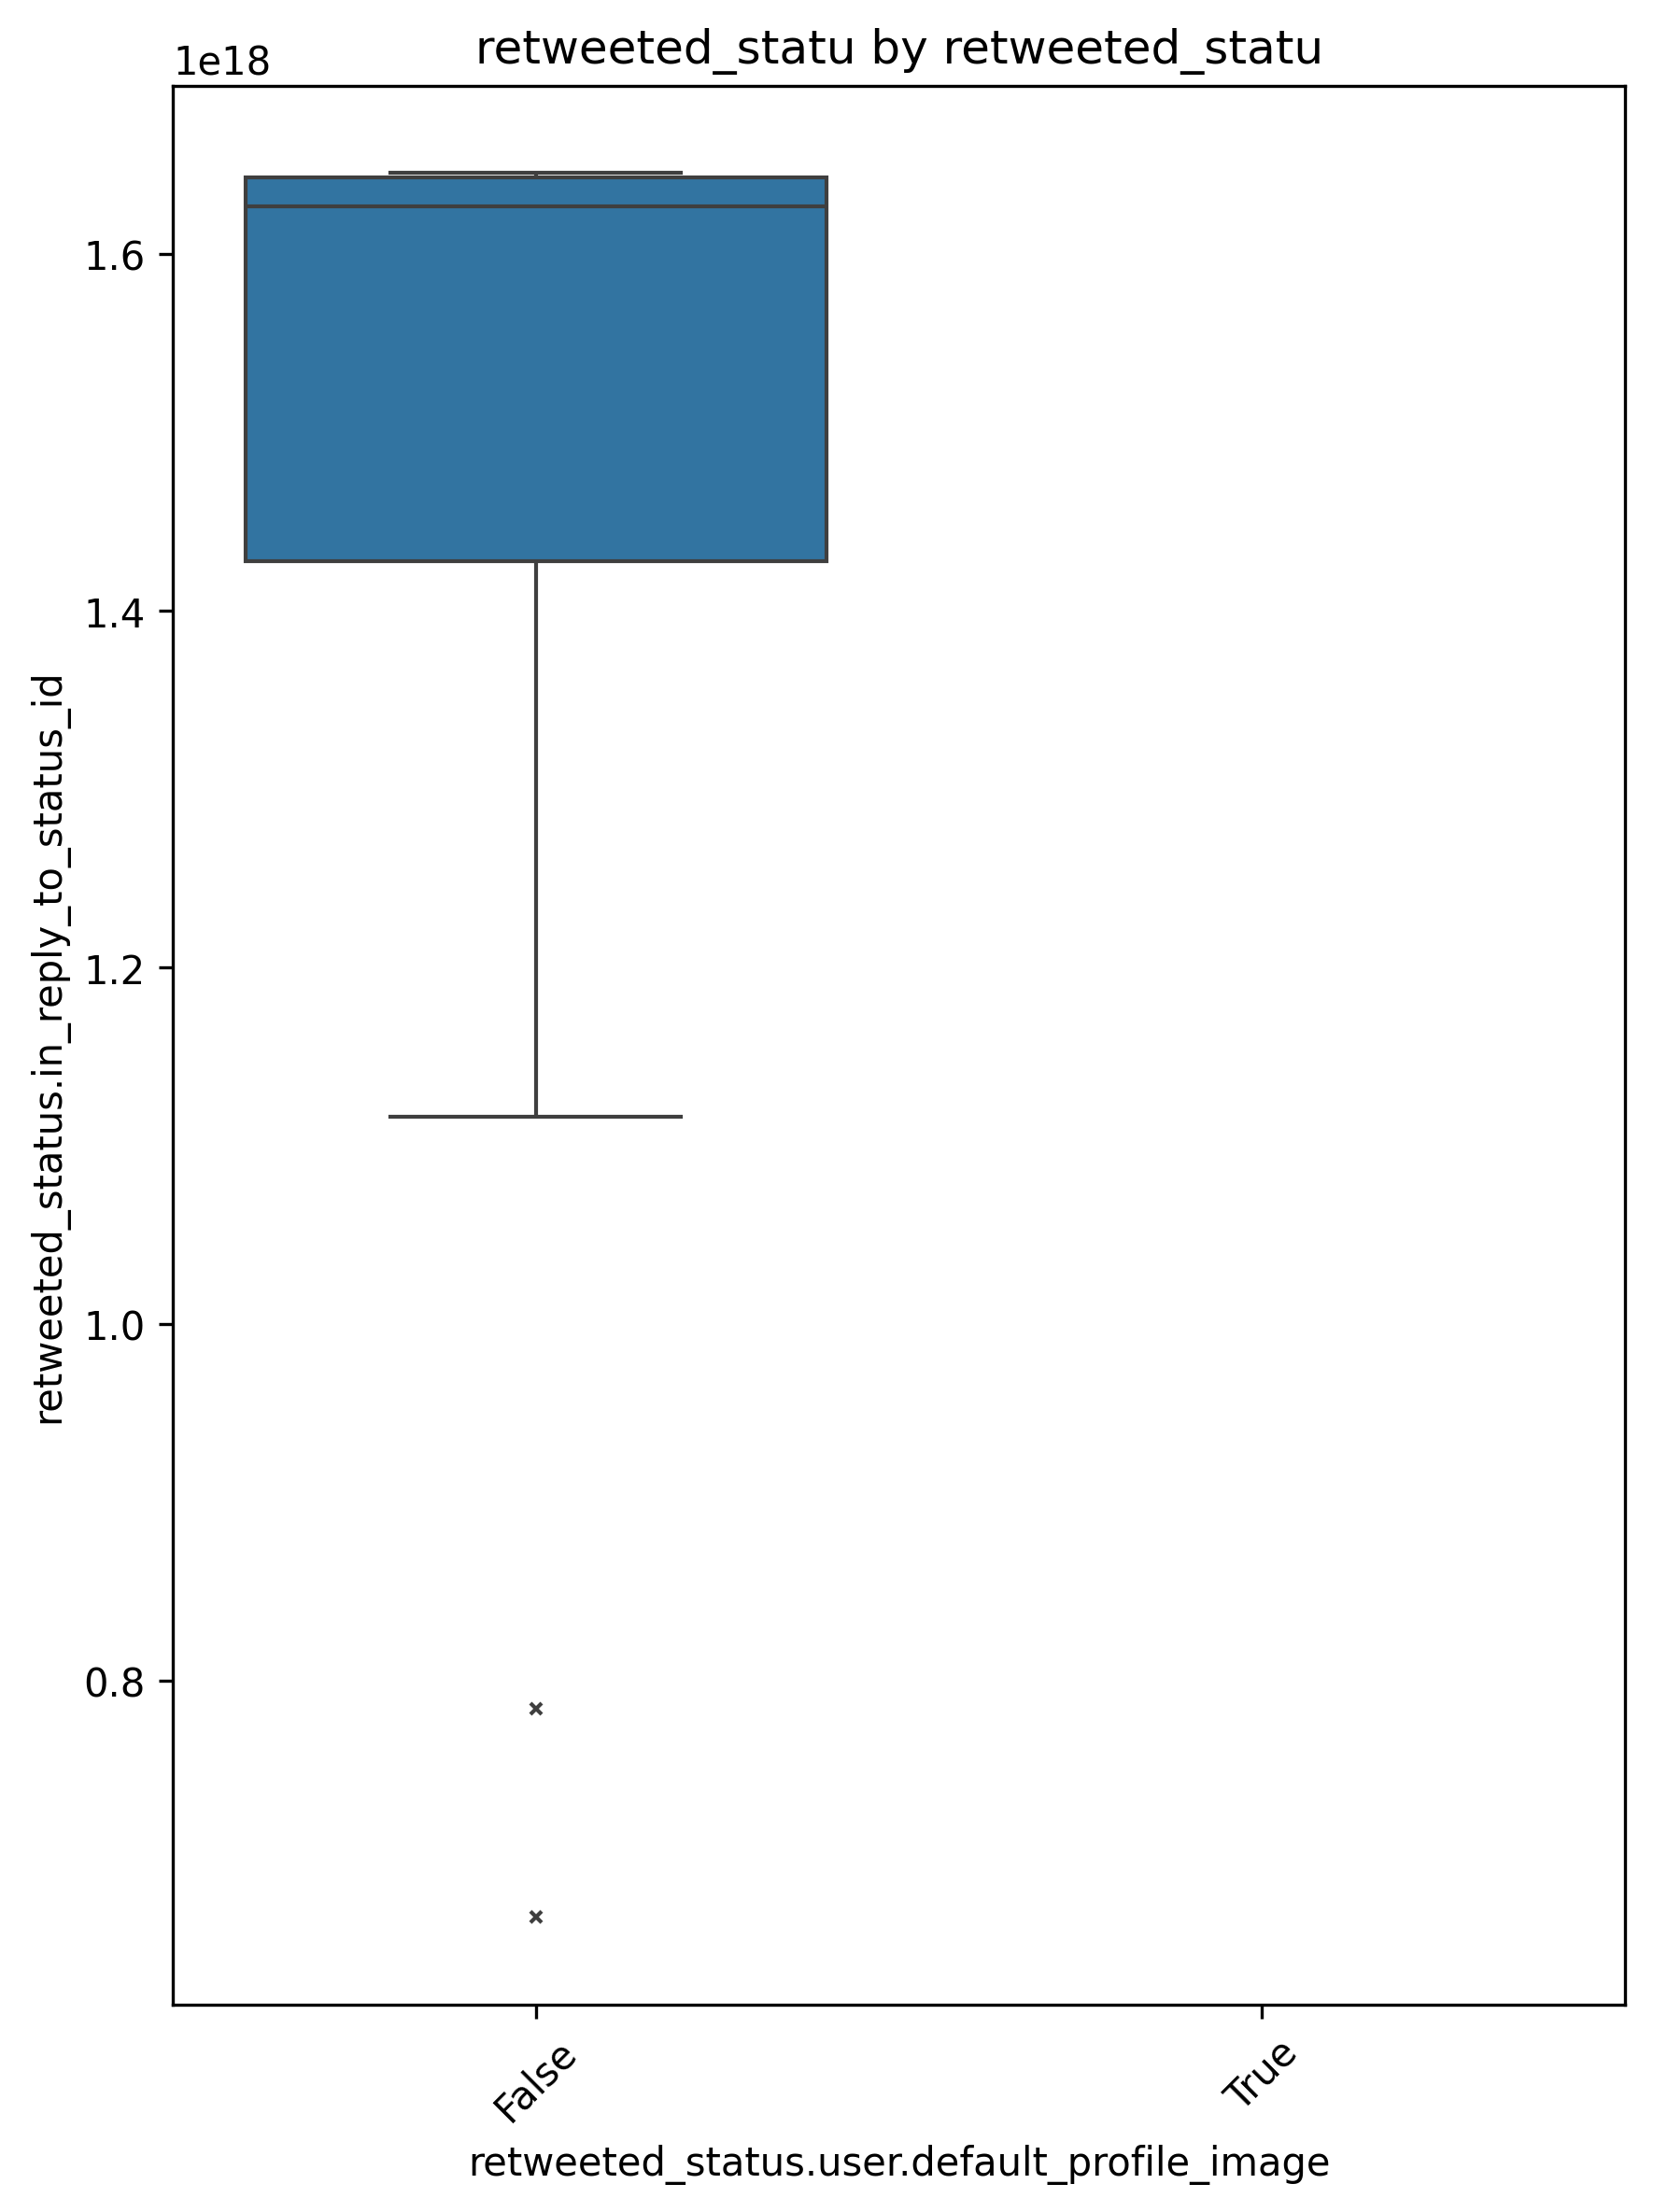 retweeted_statu by retweeted_statu
1e18
1.6
1.4
1.2
1.0
0.8
retweeted_status.in_reply_to_status_id
False
True
retweeted_status.user.default_profile_image